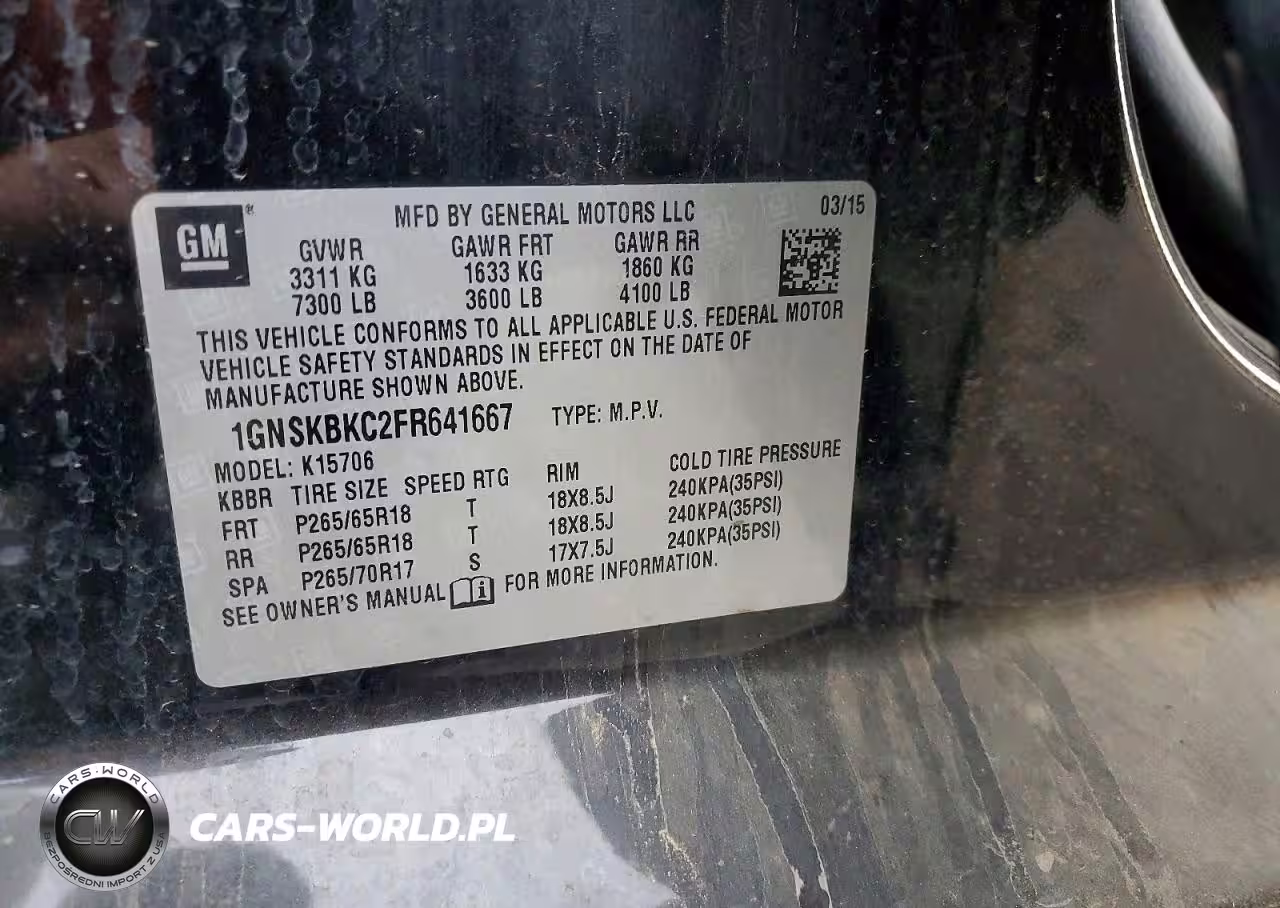 GM
MFD BY GENERAL MOTORS LLC 03/15
GVWR GAWR FRT GAWR RR
3311 KG 1633 KG 1860 KG
7300 LB 3600 LB 4100 LB
THIS VEHICLE CONFORMS TO ALL APPLICABLE U.S. FEDERAL MOTOR
VEHICLE SAFETY STANDARDS IN EFFECT ON THE DATE OF
MANUFACTURE SHOWN ABOVE.
1GNSKBKC2FR641667 TYPE: M.P.V.
MODEL: K15706
KBBR TIRE SIZE SPEED RTG RIM COLD TIRE PRESSURE
FRT P265/65R18 T 18X8.5J 240KPA(35PSI)
RR P265/65R18 T 18X8.5J 240KPA(35PSI)
SPA P265/70R17 S 17X7.5J 240KPA(35PSI)
SEE OWNER'S MANUAL FOR MORE INFORMATION.
CARS-WORLD
CW
BEZPOŚREDNI IMPORT Z USA
CARS-WORLD.PL